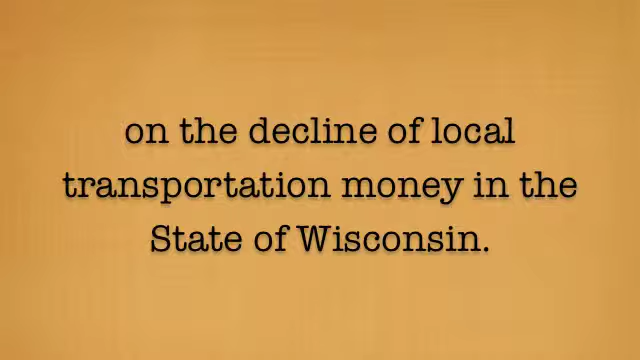 on the decline of local
transportation money in the
State of Wisconsin.